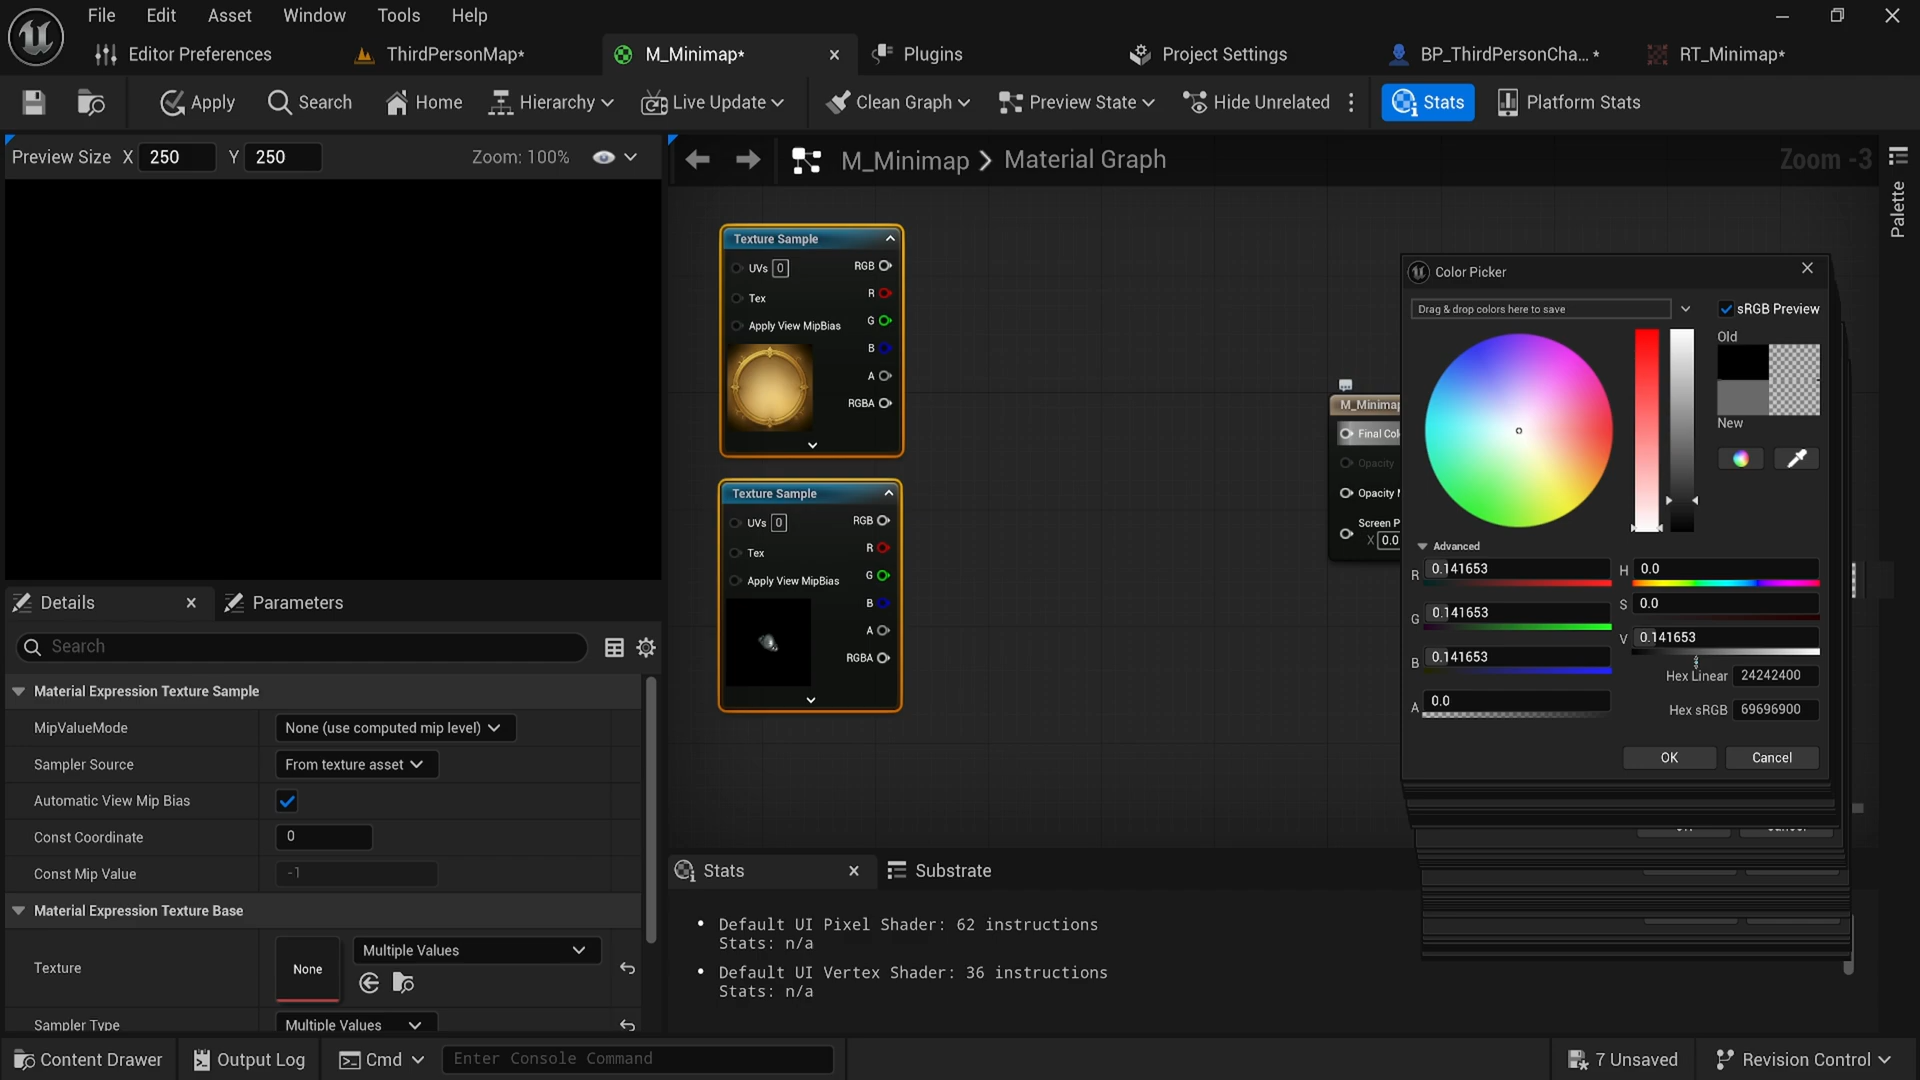 File Edit Asset Window Tools Help
Editor Preferences ThirdPersonMap* M_Minimap* Plugins Project Settings BP_ThirdPersonCha...* RT_Minimap*
Apply Search Home Hierarchy Live Update Clean Graph Preview State Hide Unrelated Stats Platform Stats
Preview Size X 250 Y 250 Zoom: 100%
M_Minimap > Material Graph Zoom -3
Palette
Texture Sample
UVs 0 RGB
R
Tex
G
Apply View MipBias
B
A
RGBA
Texture Sample
UVs 0 RGB
R
Tex
G
Apply View MipBias
B
A
RGBA
M_Minimap
Final Col
Opacity
Opacity M
Screen P
X 0.0
Color Picker
Drag & drop colors here to save sRGB Preview
Old
New
Advanced
R 0.141653 H 0.0
G 0.141653 S 0.0
B 0.141653 V 0.141653
A 0.0
Hex Linear 24242400
Hex sRGB 69696900
OK Cancel
Details Parameters
Search
Material Expression Texture Sample
MipValueMode None (use computed mip level)
Sampler Source From texture asset
Automatic View Mip Bias
Const Coordinate 0
Const Mip Value -1
Material Expression Texture Base
Texture None Multiple Values
Sampler Type Multiple Values
Stats Substrate
• Default UI Pixel Shader: 62 instructions
Stats: n/a
• Default UI Vertex Shader: 36 instructions
Stats: n/a
Content Drawer Output Log Cmd Enter Console Command 7 Unsaved Revision Control